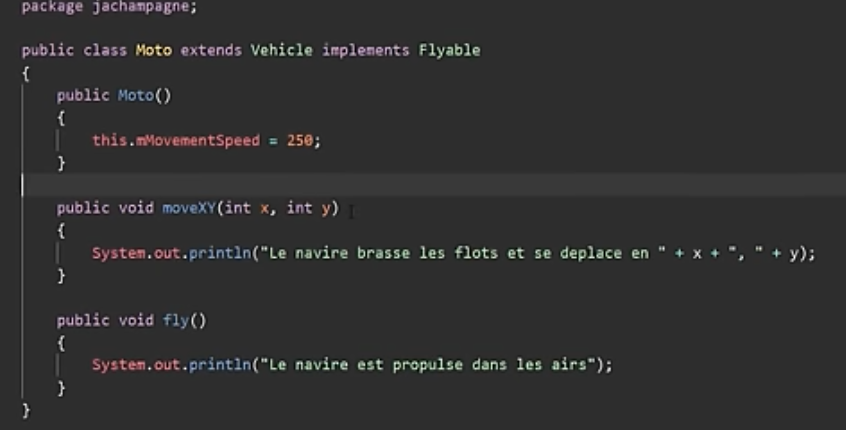 package jachampagne;
public class Moto extends Vehicle implements Flyable
{
public Moto()
{
this.mMovementSpeed = 250;
}
public void moveXY(int x, int y)
{
System.out.println("Le navire brasse les flots et se deplace en " + x + ", " + y);
}
public void fly()
{
System.out.println("Le navire est propulse dans les airs");
}
}